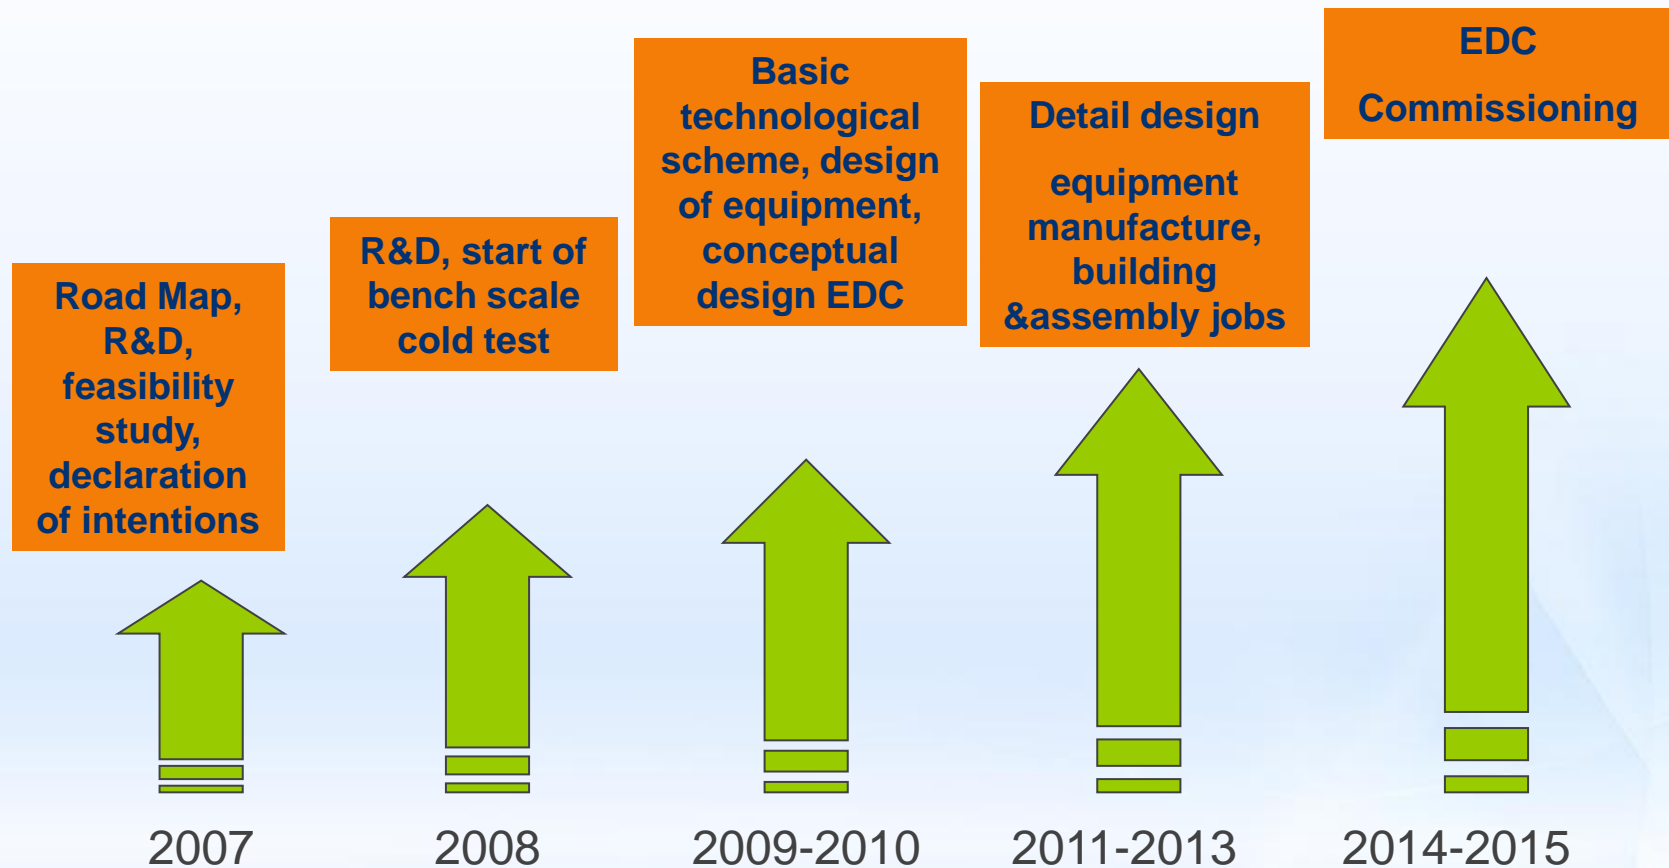 Road Map,
R&D,
feasibility
study,
declaration
of intentions
R&D, start of
bench scale
cold test
Basic
technological
scheme, design
of equipment,
conceptual
design EDC
Detail design
equipment
manufacture,
building
&assembly jobs
EDC
Commissioning
2007
2008
2009-2010
2011-2013
2014-2015